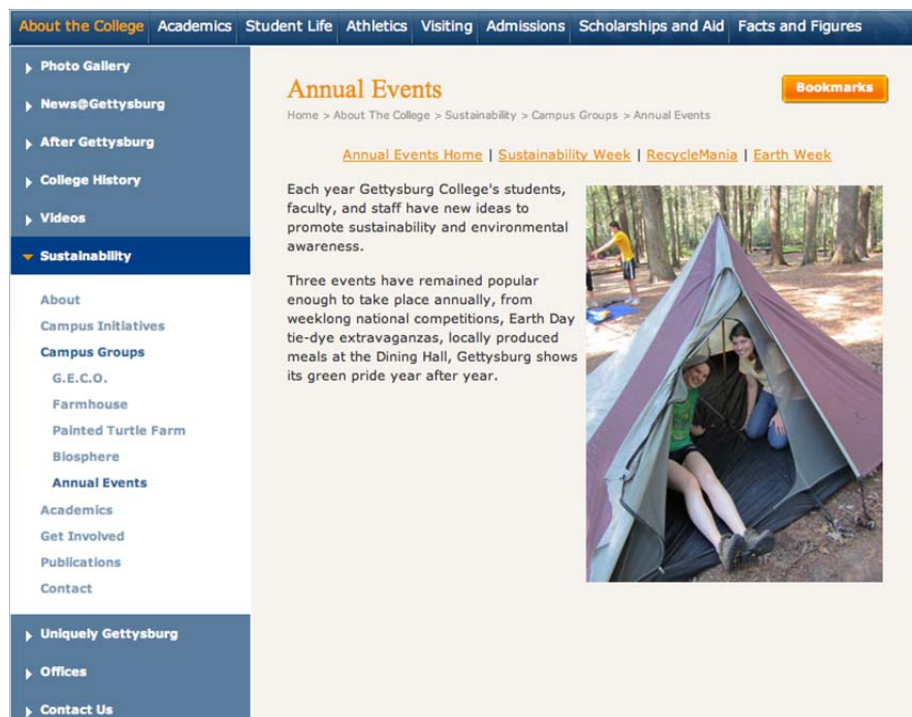 About the College Academics Student Life Athletics Visiting Admissions Scholarships and Aid Facts and Figures
Photo Gallery
News@Gettysburg
After Gettysburg
College History
Videos
Sustainability
About
Campus Initiatives
Campus Groups
G.E.C.O.
Farmhouse
Painted Turtle Farm
Biosphere
Annual Events
Academics
Get Involved
Publications
Contact
Uniquely Gettysburg
Offices
Contact Us
Annual Events
Bookmarks
Home > About The College > Sustainability > Campus Groups > Annual Events
Annual Events Home | Sustainability Week | RecycleMania | Earth Week
Each year Gettysburg College's students,
faculty, and staff have new ideas to
promote sustainability and environmental
awareness.
Three events have remained popular
enough to take place annually, from
weeklong national competitions, Earth Day
tie-dye extravaganzas, locally produced
meals at the Dining Hall, Gettysburg shows
its green pride year after year.